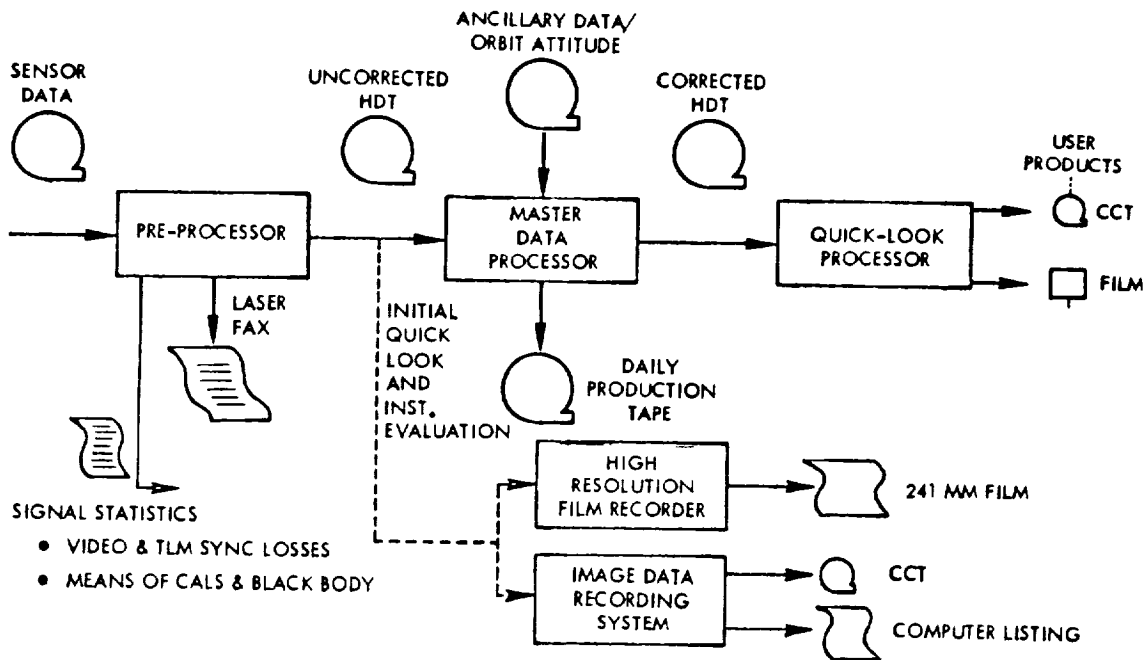 ANCILLARY DATA/
ORBIT ATTITUDE
SENSOR
DATA
UNCORRECTED
HDT
CORRECTED
HDT
USER
PRODUCTS
CCT
PRE-PROCESSOR
MASTER
DATA
PROCESSOR
QUICK-LOOK
PROCESSOR
FILM
LASER
FAX
INITIAL
QUICK
LOOK
AND
INST.
EVALUATION
DAILY
PRODUCTION
TAPE
HIGH
RESOLUTION
FILM RECORDER
241 MM FILM
SIGNAL STATISTICS
• VIDEO & TLM SYNC LOSSES
• MEANS OF CALS & BLACK BODY
IMAGE DATA
RECORDING
SYSTEM
CCT
COMPUTER LISTING